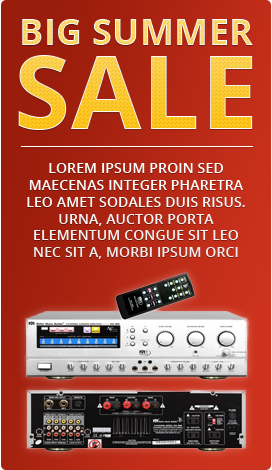 BIG SUMMER
SALE
LOREM IPSUM PROIN SED
MAECENAS INTEGER PHARETRA
LEO AMET SODALES DUIS RISUS.
URNA, AUCTOR PORTA
ELEMENTUM CONGUE SIT LEO
NEC SIT A, MORBI IPSUM ORCI